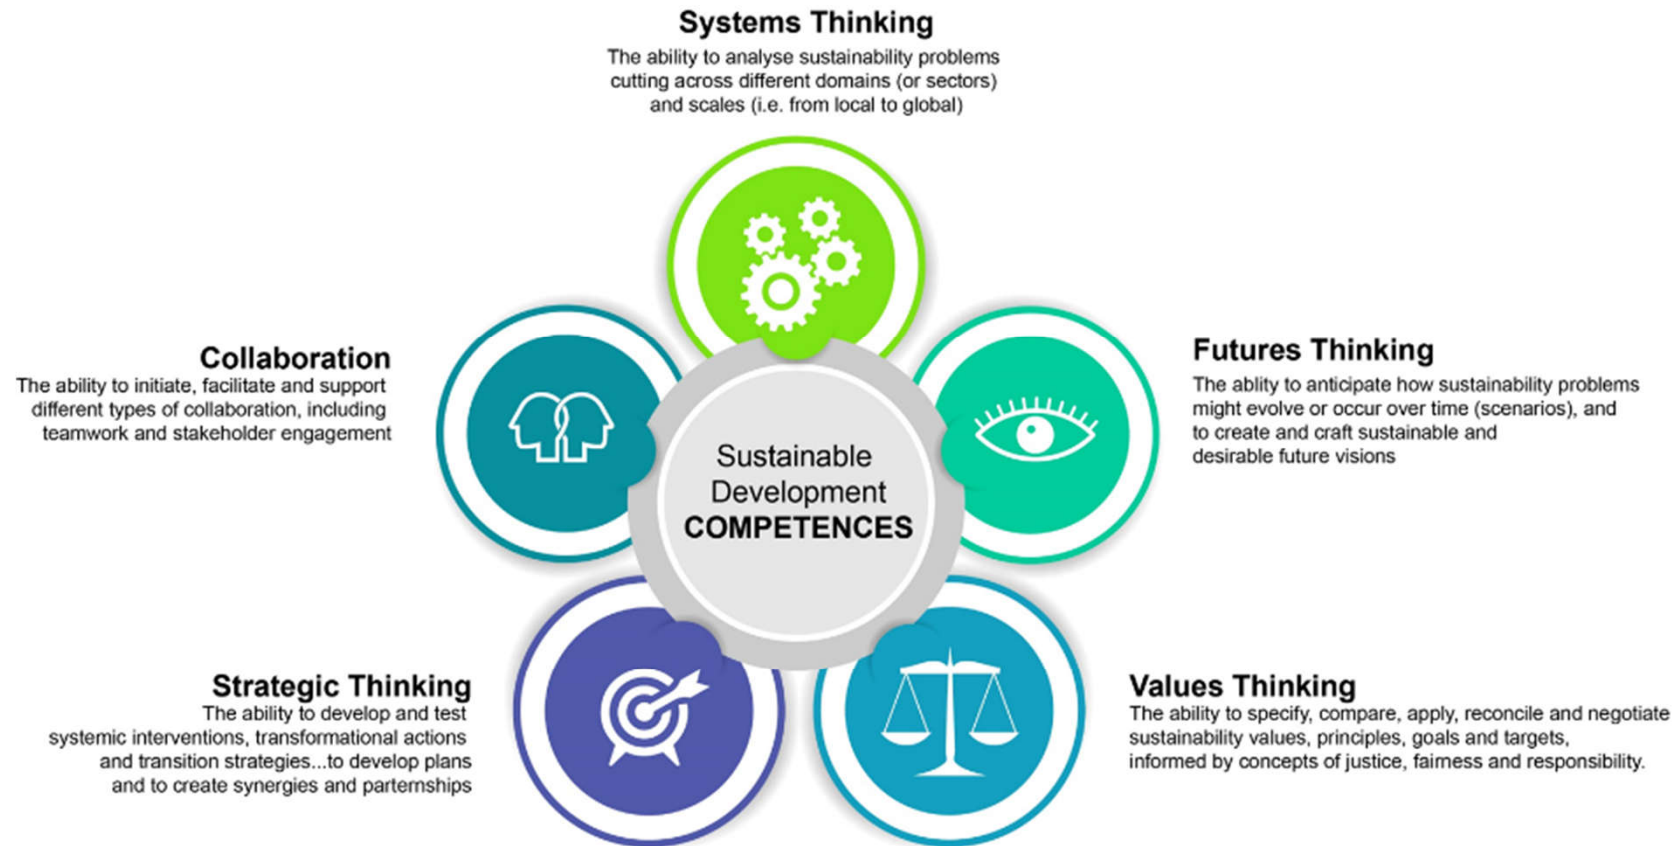 Systems Thinking
The ability to analyse sustainability problems
cutting across different domains (or sectors)
and scales (i.e. from local to global)
Collaboration
The ability to initiate, facilitate and support
different types of collaboration, including
teamwork and stakeholder engagement
Futures Thinking
The ablity to anticipate how sustainability problems
might evolve or occur over time (scenarios), and
to create and craft sustainable and
desirable future visions
Sustainable
Development
COMPETENCES
Strategic Thinking
The ability to develop and test
systemic interventions, transformational actions
and transition strategies...to develop plans
and to create synergies and parternships
Values Thinking
The ability to specify, compare, apply, reconcile and negotiate
sustainability values, principles, goals and targets,
informed by concepts of justice, fairness and responsibility.